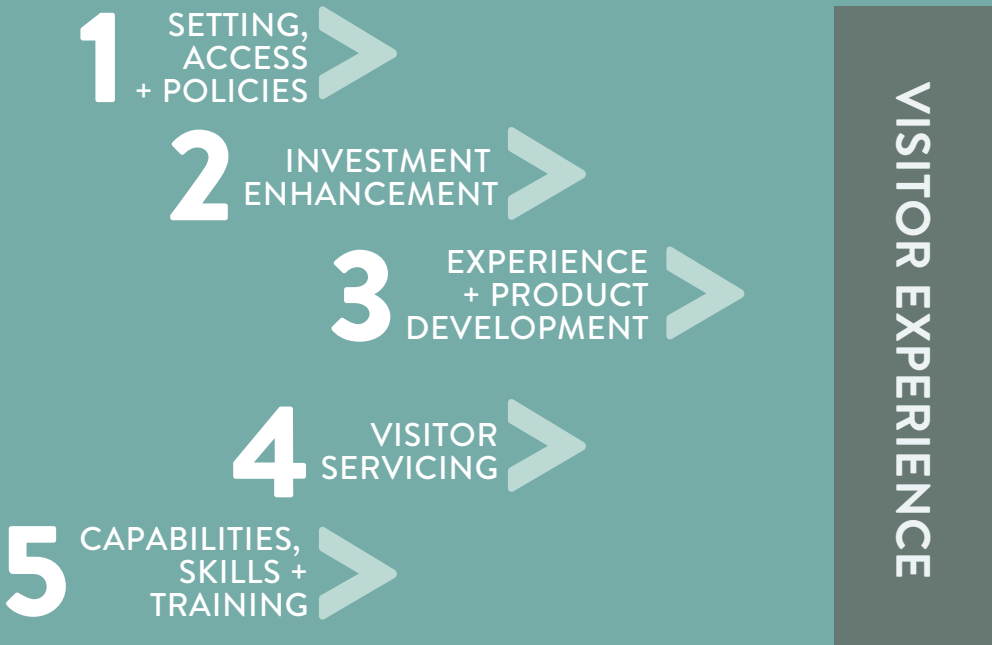 1
SETTING,
ACCESS
+ POLICIES
2
INVESTMENT
ENHANCEMENT
3
EXPERIENCE
+ PRODUCT
DEVELOPMENT
4
VISITOR
SERVICING
5
CAPABILITIES,
SKILLS +
TRAINING
VISITOR EXPERIENCE